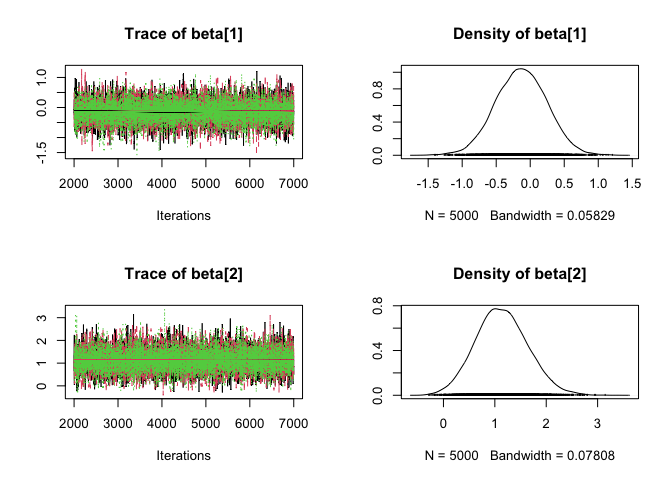 Trace of beta[1]
1.0
0.0
-1.5
2000 3000 4000 5000 6000 7000
Iterations
Density of beta[1]
0.8
0.4
0.0
-1.5 -1.0 -0.5 0.0 0.5 1.0 1.5
N = 5000 Bandwidth = 0.05829
Trace of beta[2]
3
2
1
0
2000 3000 4000 5000 6000 7000
Iterations
Density of beta[2]
0.8
0.4
0.0
0 1 2 3
N = 5000 Bandwidth = 0.07808